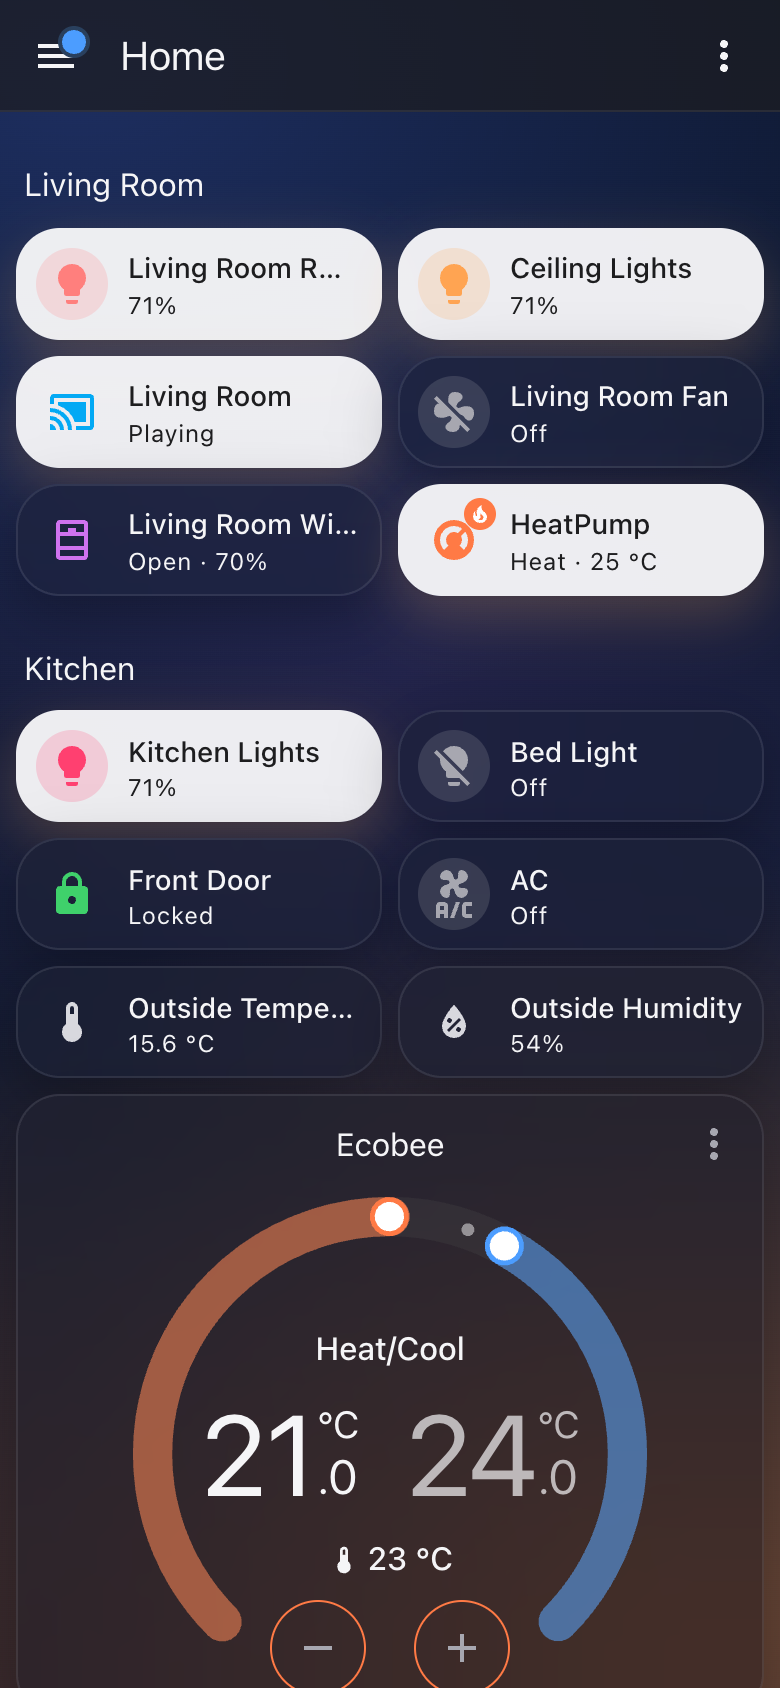 Home
Living Room
Living Room R...
71%
Ceiling Lights
71%
Living Room
Playing
Living Room Fan
Off
Living Room Wi...
Open · 70%
HeatPump
Heat · 25 °C
Kitchen
Kitchen Lights
71%
Bed Light
Off
Front Door
Locked
A/C
AC
Off
Outside Tempe...
15.6 °C
Outside Humidity
54%
Ecobee
Heat/Cool
21.0 °C 24.0 °C
23 °C